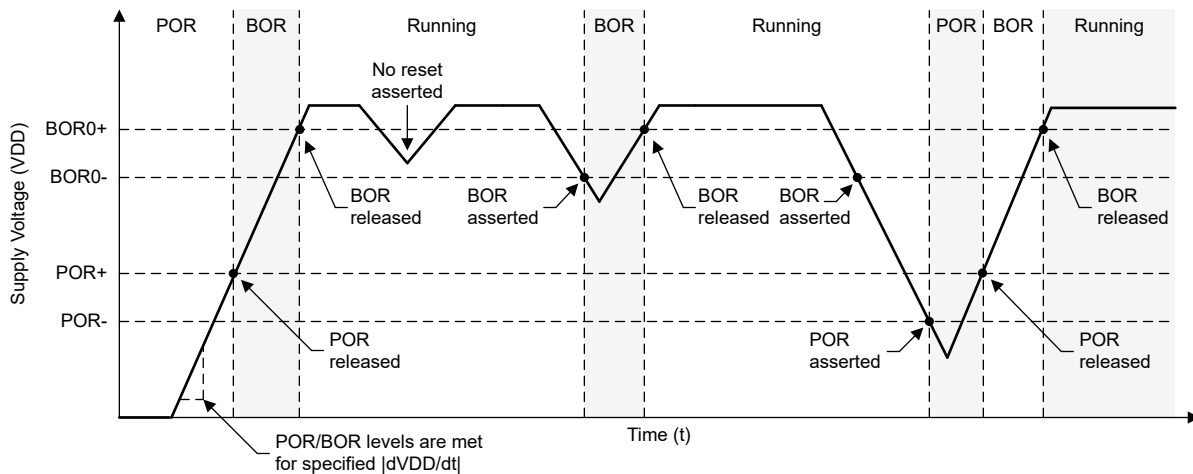 POR BOR Running BOR Running POR BOR Running
No reset
asserted
BOR0+
BOR0-
BOR
released
BOR
asserted
BOR
released
BOR
asserted
BOR
released
Supply Voltage (VDD)
POR+
POR-
POR
released
POR
asserted
POR
released
POR/BOR levels are met
for specified |dVDD/dt|
Time (t)